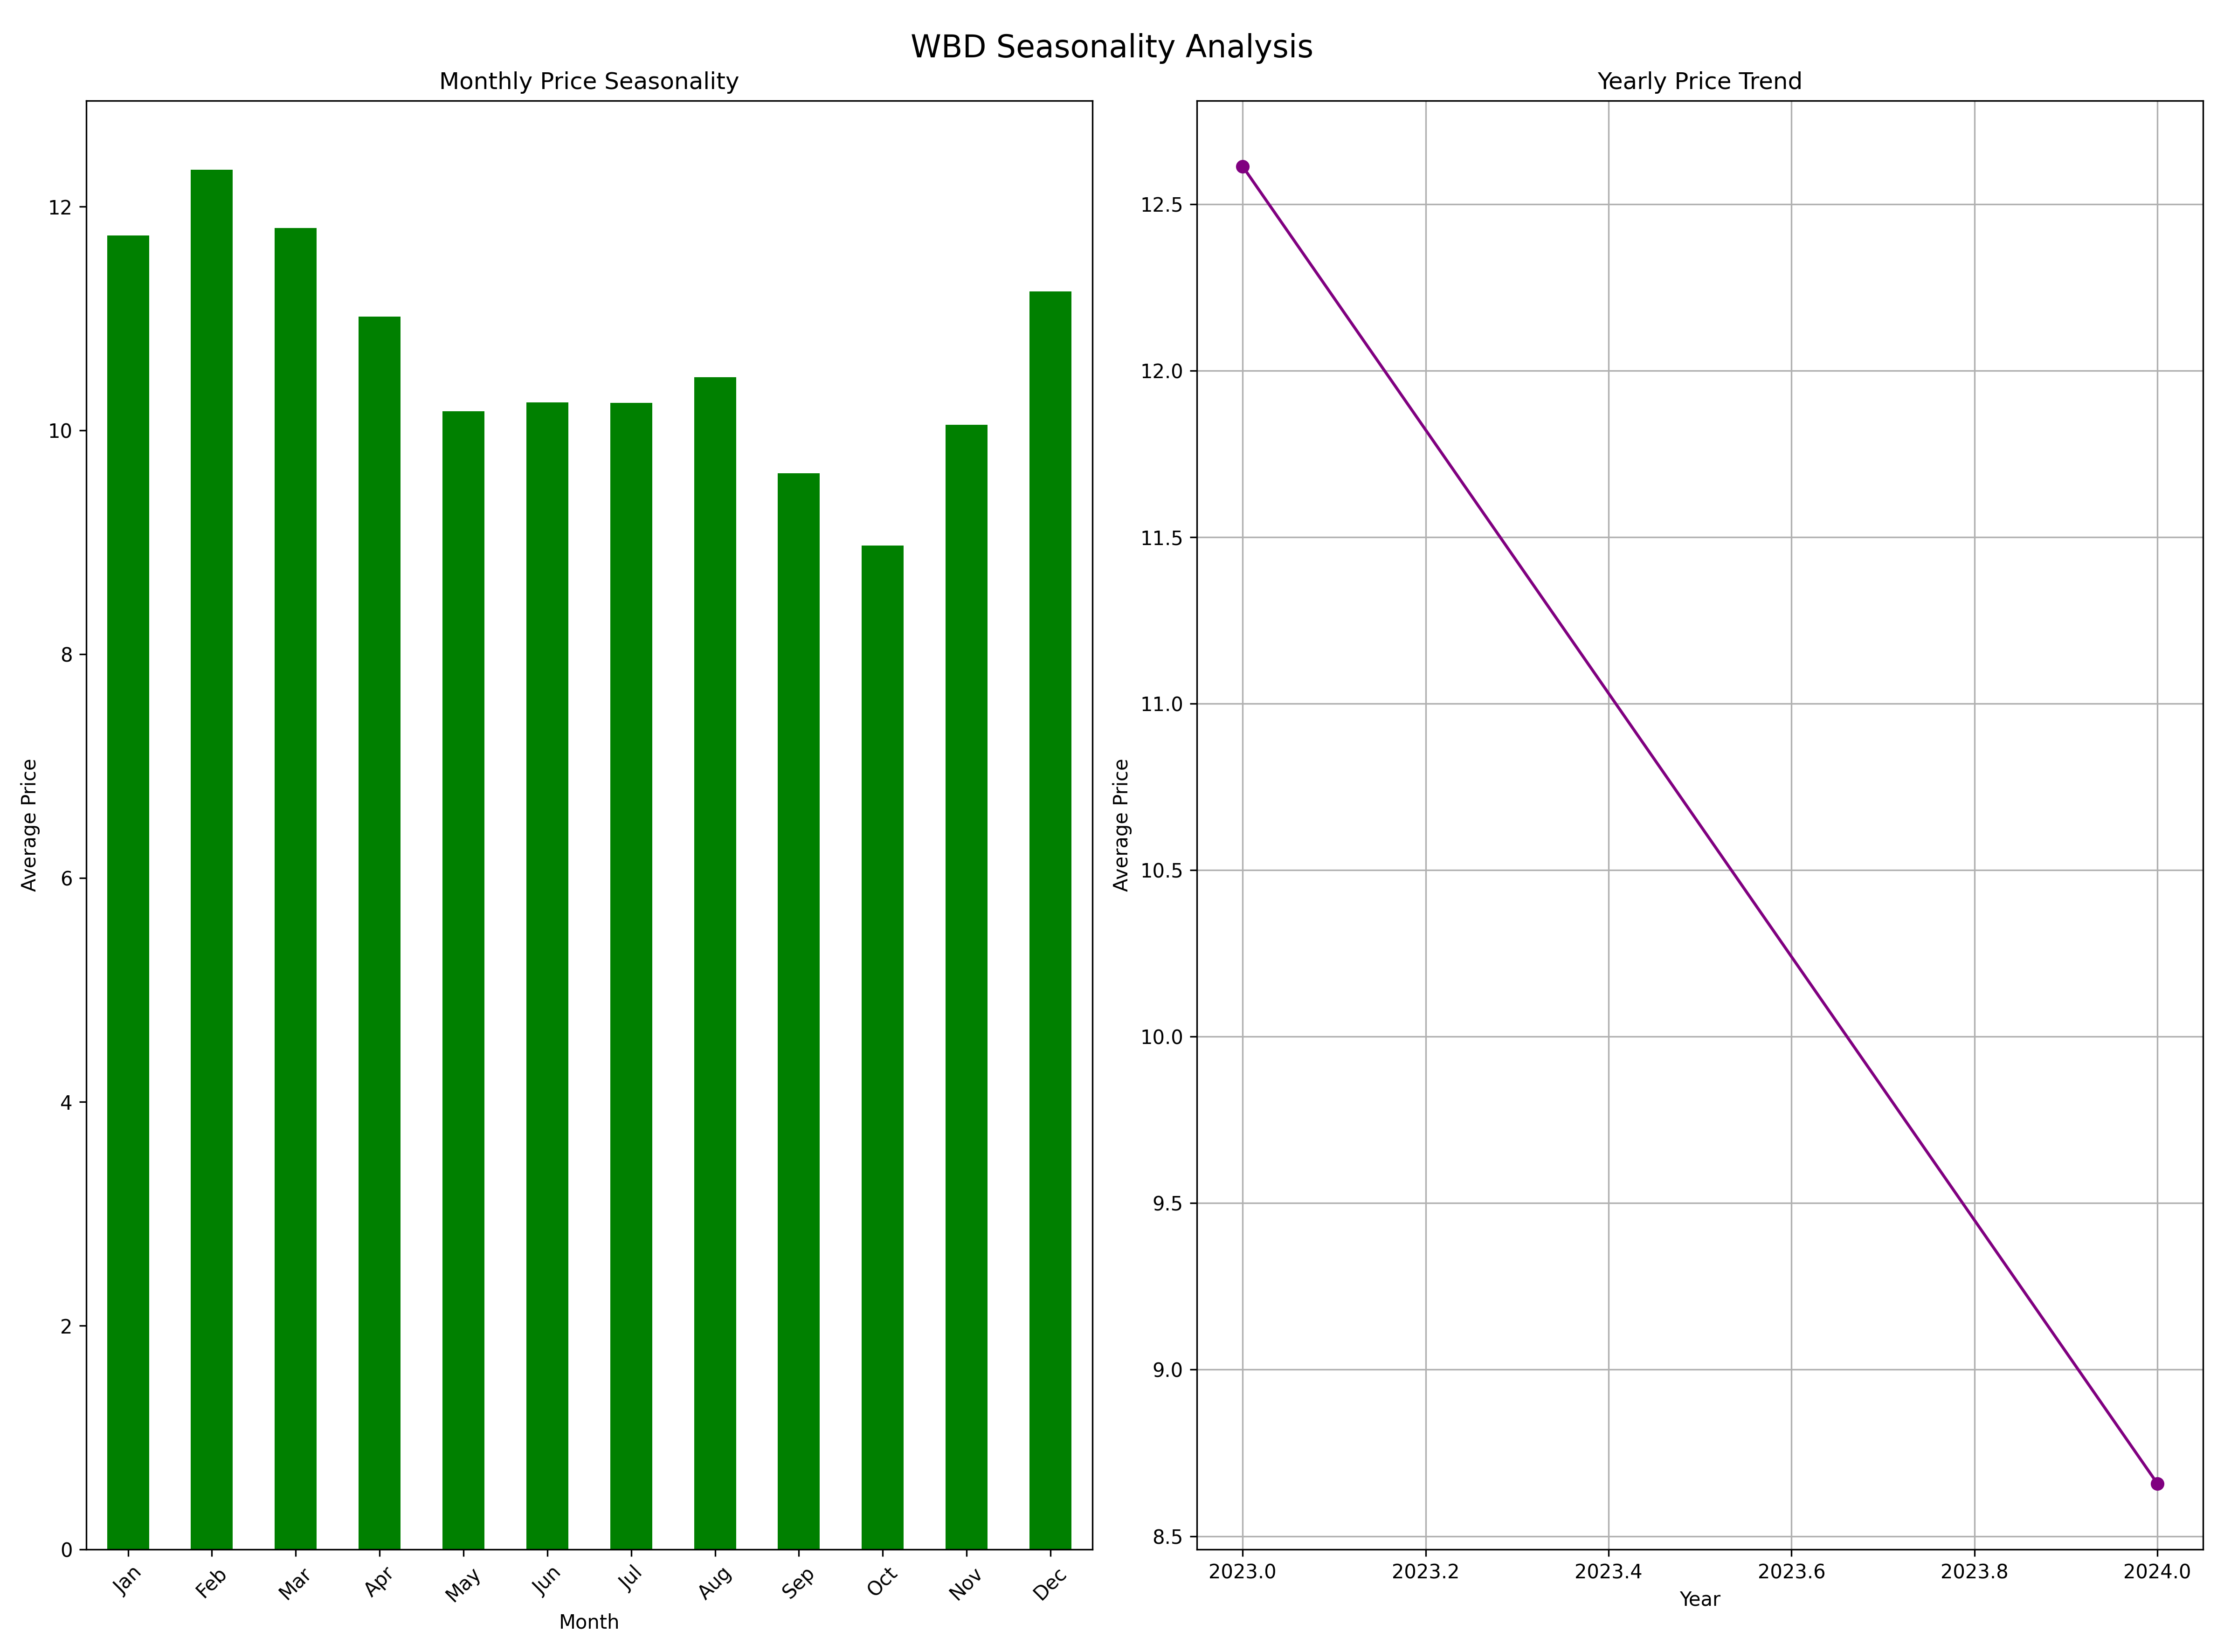 WBD Seasonality Analysis
Monthly Price Seasonality
Average Price
12
10
8
6
4
2
0
Jan Feb Mar Apr May Jun Jul Aug Sep Oct Nov Dec
Month
Yearly Price Trend
Average Price
12.5
12.0
11.5
11.0
10.5
10.0
9.5
9.0
8.5
2023.0 2023.2 2023.4 2023.6 2023.8 2024.0
Year